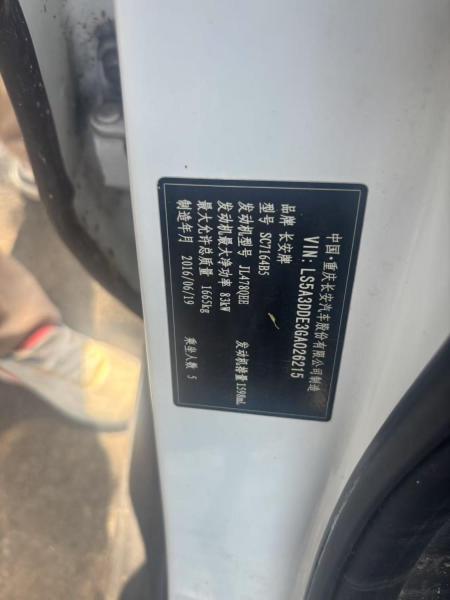 中国·重庆长安汽车股份有限公司制造
VIN: LS5A3DDE3GA026215
品牌 长安牌
型号 SC7164B5
发动机型号 JL478QEE 发动机排量 1598mL
发动机最大净功率 83kW
最大允许总质量 1665kg
制造年月 2016/06/19 乘坐人数 5